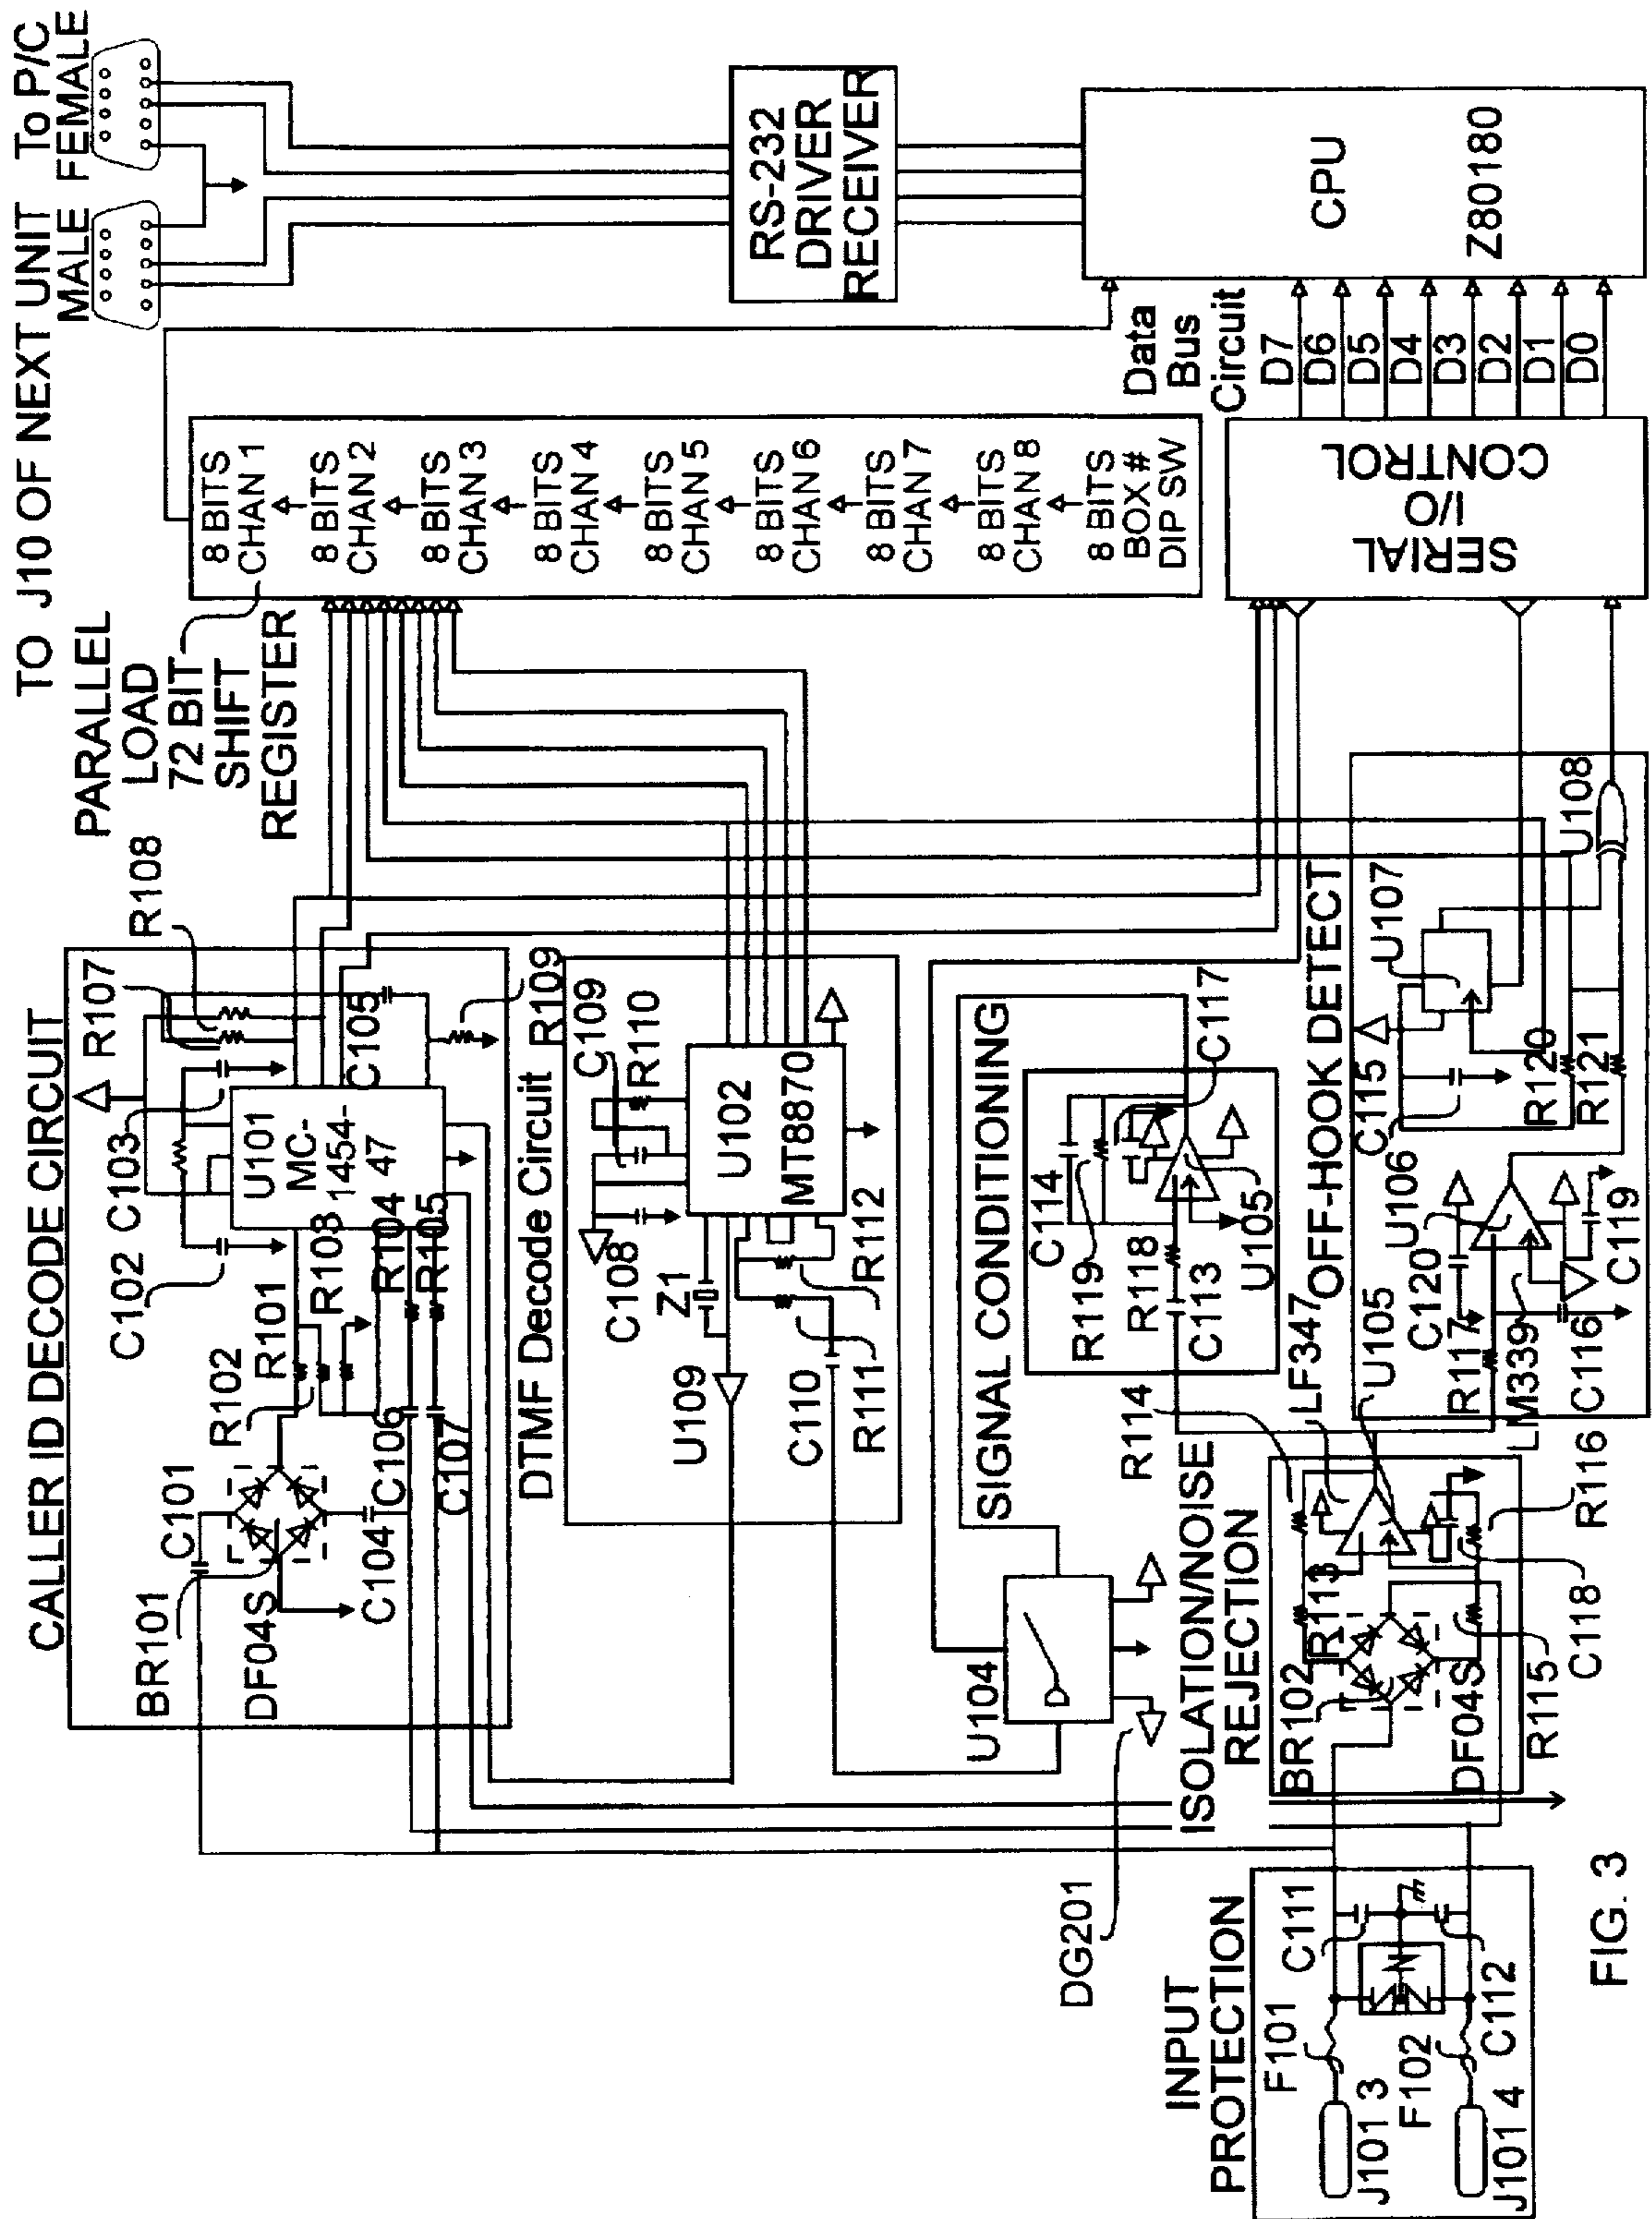 TO J10 OF NEXT UNIT To P/C
MALE FEMALE
PARALLEL
LOAD
72 BIT
SHIFT
REGISTER
8 BITS
CHAN 1
8 BITS
CHAN 2
8 BITS
CHAN 3
8 BITS
CHAN 4
8 BITS
CHAN 5
8 BITS
CHAN 6
8 BITS
CHAN 7
8 BITS
CHAN 8
8 BITS
BOX #
DIP SW
RS-232
DRIVER
RECEIVER
CPU
Z80180
Data
Bus
Circuit
D7
D6
D5
D4
D3
D2
D1
D0
SERIAL
I/O
CONTROL
CALLER ID DECODE CIRCUIT
R107
R108
C102
C103
U101
MC-
1454-
47
C105
R109
R101
R102
R103
R104
R105
C106
C107
C101
BR101
DF04S
C104
DTMF Decode Circuit
C109
R110
C108
Z1
U102
MT8870
U109
C110
R111
R112
SIGNAL CONDITIONING
C114
R119
R118
C113
U105
C117
U104
DG201
ISOLATION/NOISE
REJECTION
R114
LF347
U105
BR102
R113
DF04S
R115
C118
R116
OFF-HOOK DETECT
U107
U108
C115
U106
R120
R121
C120
R117
LM339
C116
C119
INPUT
PROTECTION
F101
C111
J101 3
F102
J101 4
C112
FIG. 3